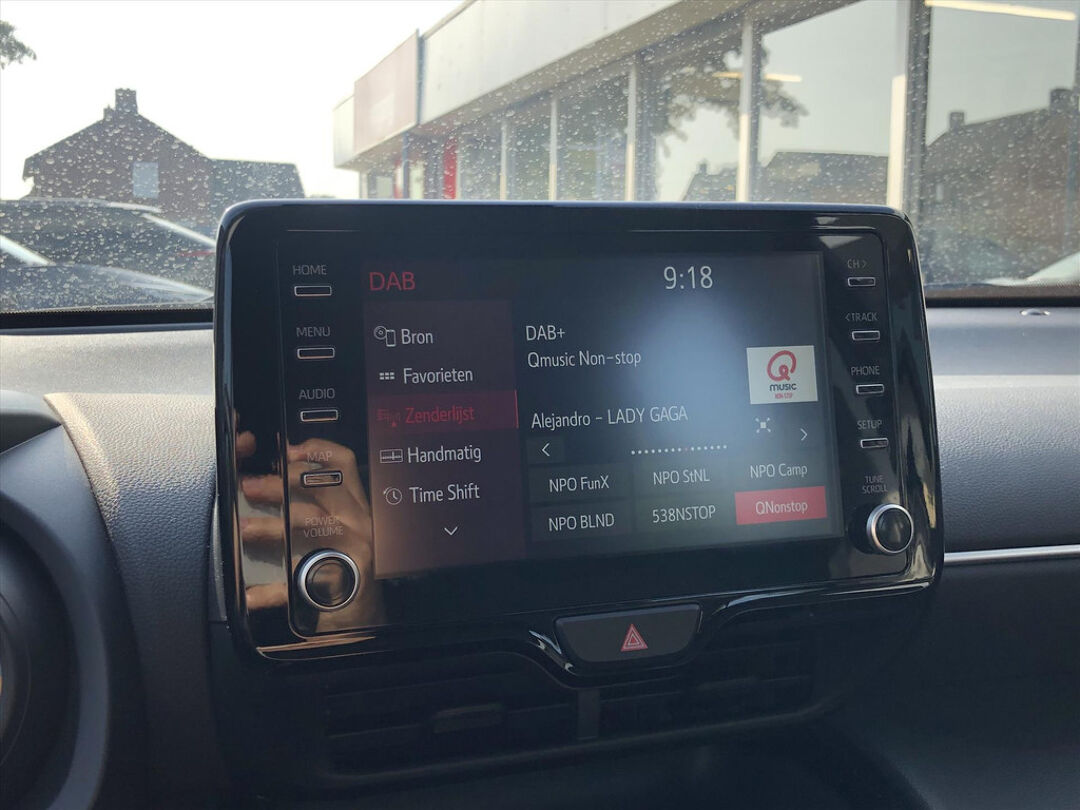 HOME
MENU
AUDIO
MAP
POWER
VOLUME
DAB
9:18
Bron
Favorieten
Zenderlijst
Handmatig
Time Shift
DAB+
Qmusic Non-stop
Q
MUSIC
NON-STOP
Alejandro - LADY GAGA
NPO FunX
NPO StNL
NPO Camp
NPO BLND
538NSTOP
QNonstop
CH >
< TRACK
PHONE
SETUP
TUNE
SCROLL